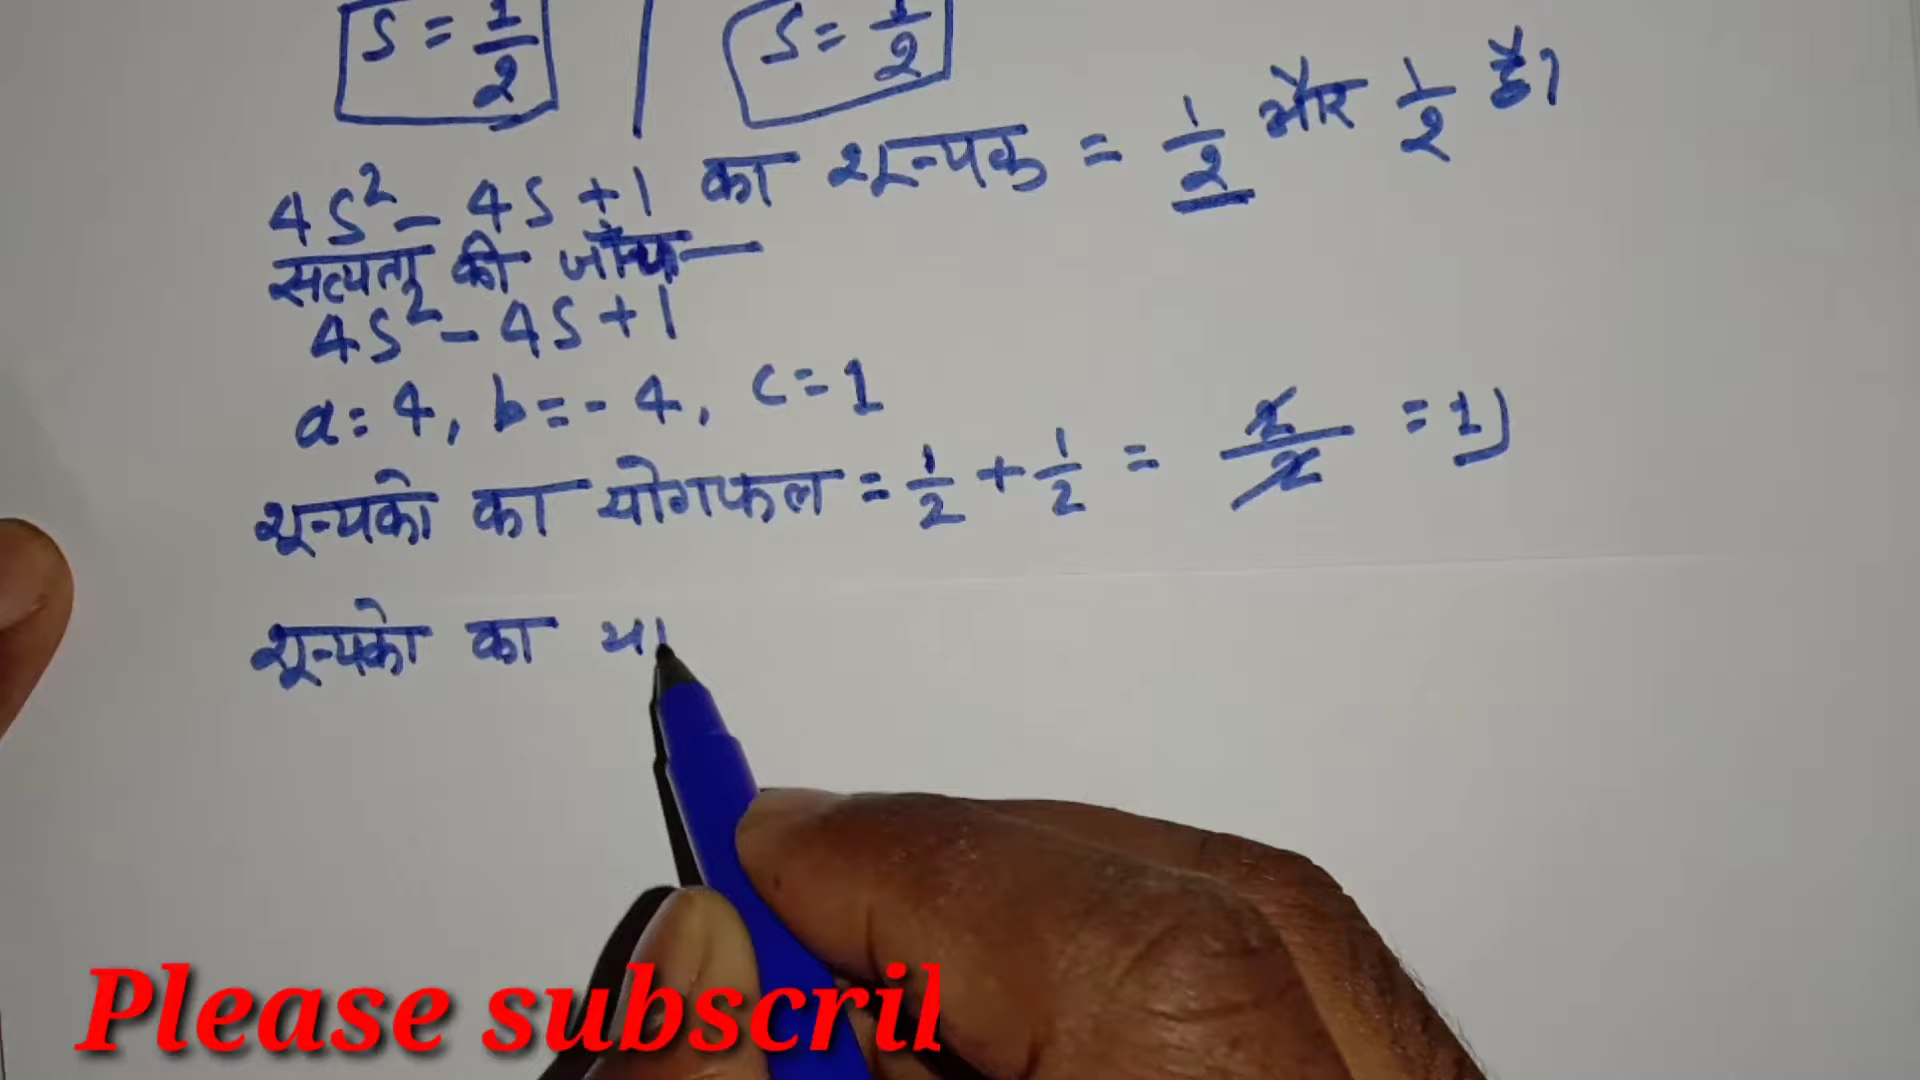 S = 1/2 | S = 1/2
4S² - 4S + 1 का शून्यक = 1/2 और 1/2 है।
सत्यता की जाँच —
4S² - 4S + 1
a = 4, b = - 4, c = 1
शून्यको का योगफल = 1/2 + 1/2 = 2/2 = 1
शून्यको का
Please subscril